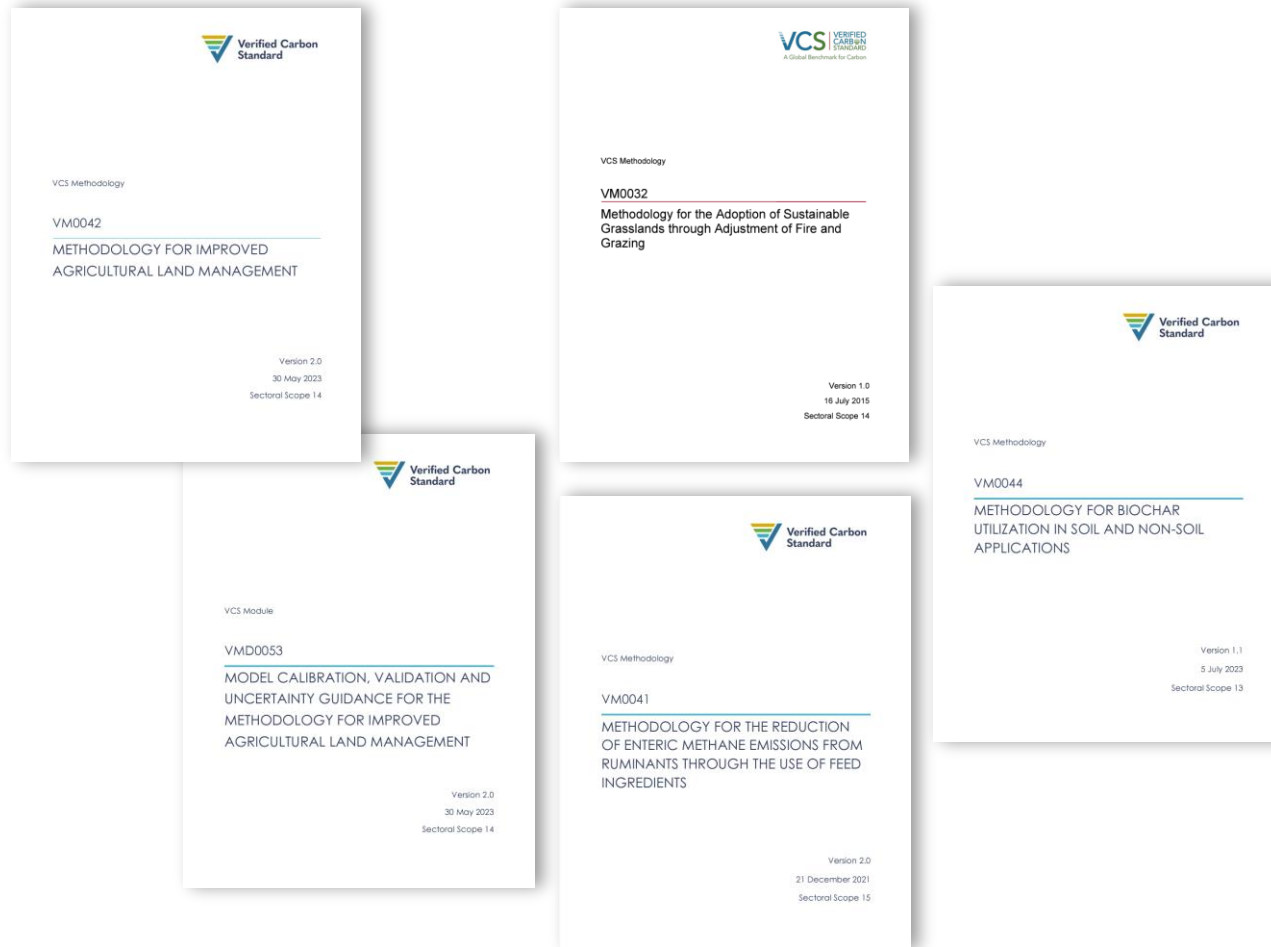 Verified Carbon
Standard
VCS Methodology
VM0042
METHODOLOGY FOR IMPROVED
AGRICULTURAL LAND MANAGEMENT
Version 2.0
30 May 2023
Sectoral Scope 14
VCS VERIFIED
CARBON
STANDARD
A Global Benchmark for Carbon
VCS Methodology
VM0032
Methodology for the Adoption of Sustainable
Grasslands through Adjustment of Fire and
Grazing
Version 1.0
16 July 2015
Sectoral Scope 14
Verified Carbon
Standard
VCS Methodology
VM0044
METHODOLOGY FOR BIOCHAR
UTILIZATION IN SOIL AND NON-SOIL
APPLICATIONS
Version 1.1
5 July 2023
Sectoral Scope 13
Verified Carbon
Standard
VCS Module
VMD0053
MODEL CALIBRATION, VALIDATION AND
UNCERTAINTY GUIDANCE FOR THE
METHODOLOGY FOR IMPROVED
AGRICULTURAL LAND MANAGEMENT
Version 2.0
30 May 2023
Sectoral Scope 14
Verified Carbon
Standard
VCS Methodology
VM0041
METHODOLOGY FOR THE REDUCTION
OF ENTERIC METHANE EMISSIONS FROM
RUMINANTS THROUGH THE USE OF FEED
INGREDIENTS
Version 2.0
21 December 2021
Sectoral Scope 15